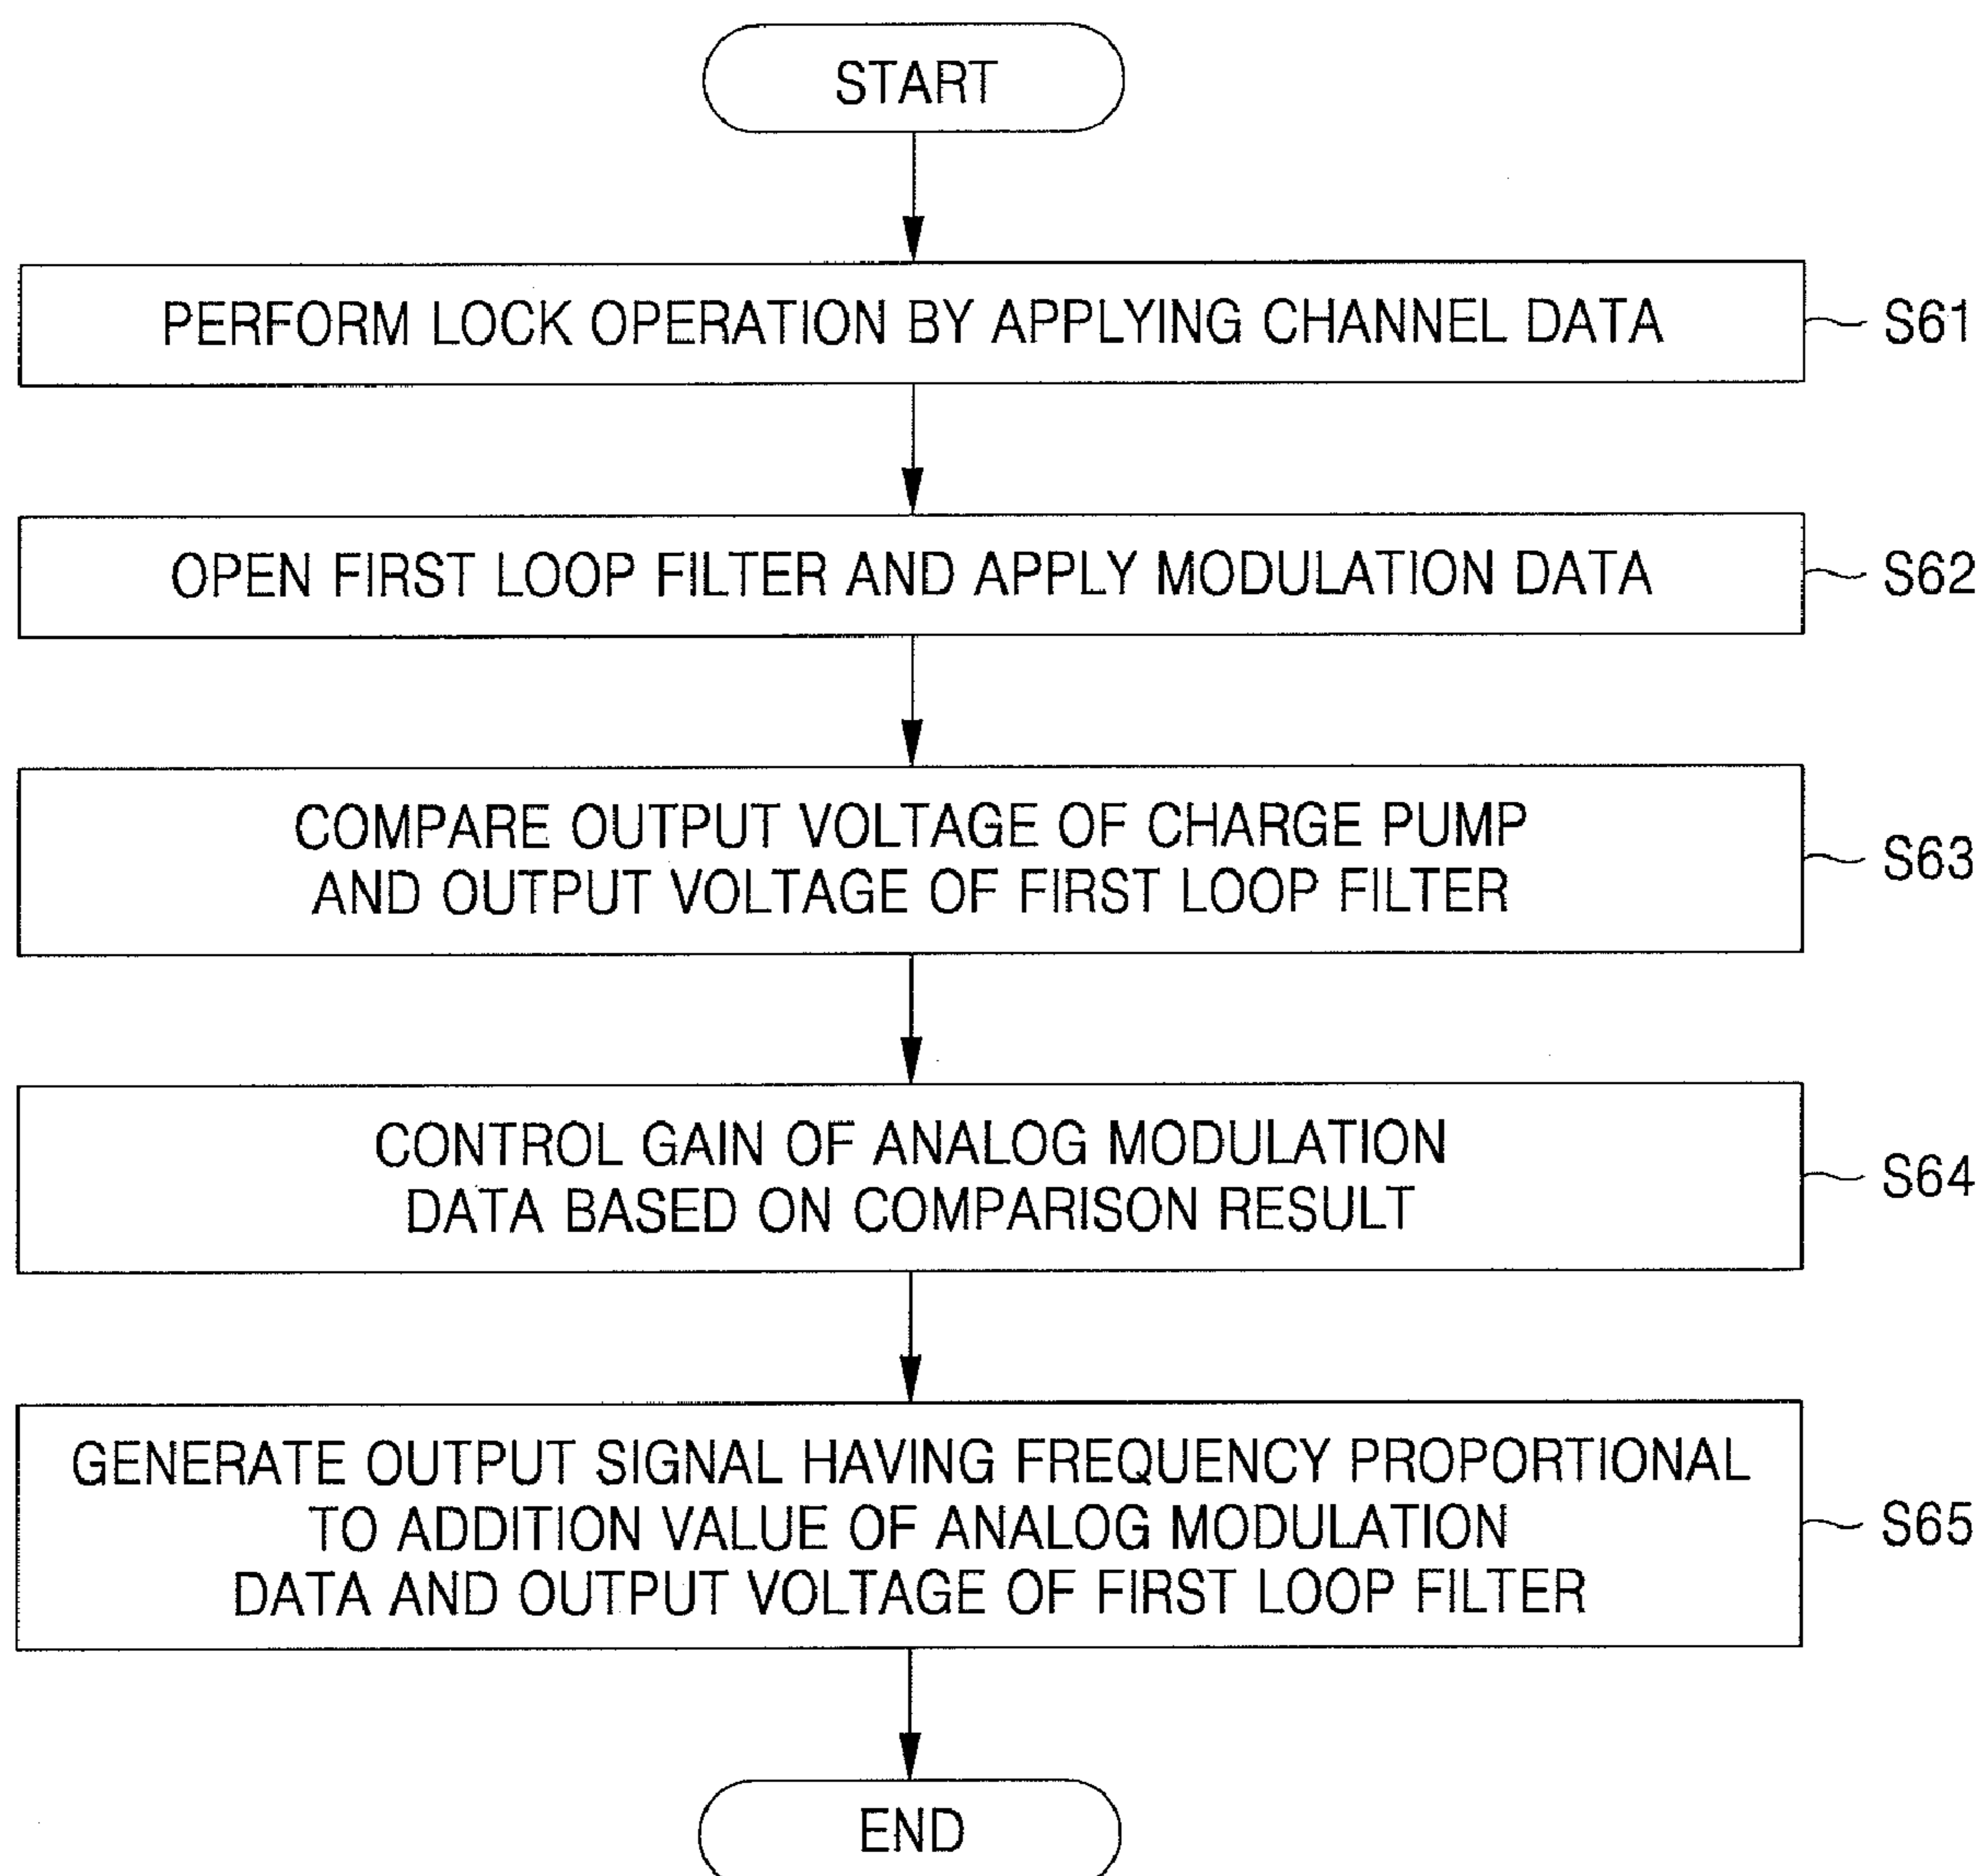 START
PERFORM LOCK OPERATION BY APPLYING CHANNEL DATA
S61
OPEN FIRST LOOP FILTER AND APPLY MODULATION DATA
S62
COMPARE OUTPUT VOLTAGE OF CHARGE PUMP
AND OUTPUT VOLTAGE OF FIRST LOOP FILTER
S63
CONTROL GAIN OF ANALOG MODULATION
DATA BASED ON COMPARISON RESULT
S64
GENERATE OUTPUT SIGNAL HAVING FREQUENCY PROPORTIONAL
TO ADDITION VALUE OF ANALOG MODULATION
DATA AND OUTPUT VOLTAGE OF FIRST LOOP FILTER
S65
END